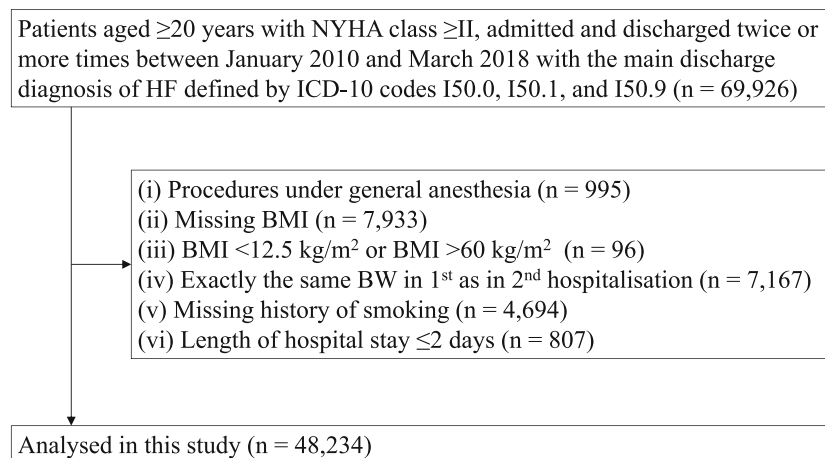 Patients aged ≥20 years with NYHA class ≥II, admitted and discharged twice or
more times between January 2010 and March 2018 with the main discharge
diagnosis of HF defined by ICD-10 codes I50.0, I50.1, and I50.9 (n = 69,926)
(i) Procedures under general anesthesia (n = 995)
(ii) Missing BMI (n = 7,933)
(iii) BMI <12.5 kg/m² or BMI >60 kg/m² (n = 96)
(iv) Exactly the same BW in 1st as in 2nd hospitalisation (n = 7,167)
(v) Missing history of smoking (n = 4,694)
(vi) Length of hospital stay ≤2 days (n = 807)
Analysed in this study (n = 48,234)